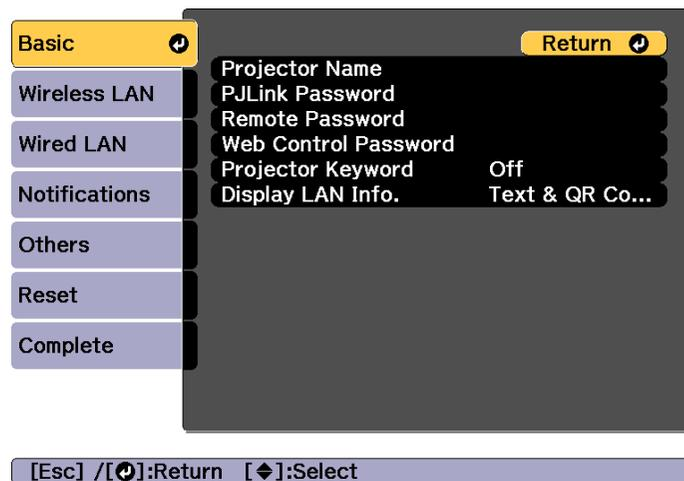 Basic
Wireless LAN
Wired LAN
Notifications
Others
Reset
Complete
Return
Projector Name
PJLink Password
Remote Password
Web Control Password
Projector Keyword Off
Display LAN Info. Text & QR Co...
[Esc] /[⏎]:Return [◆]:Select